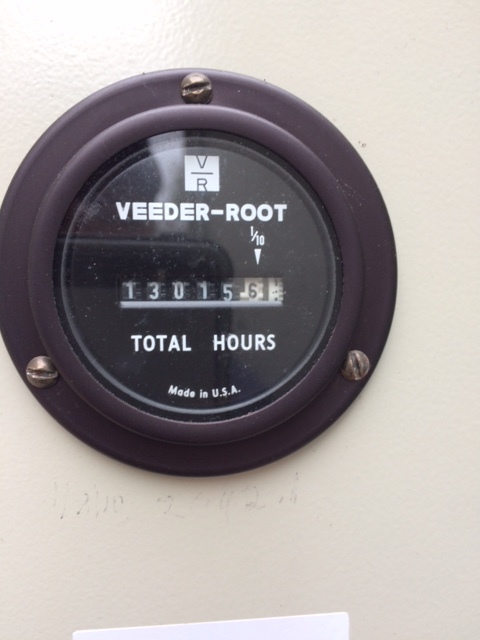 V
R
VEEDER-ROOT
1/10
130156
TOTAL HOURS
Made in U.S.A.